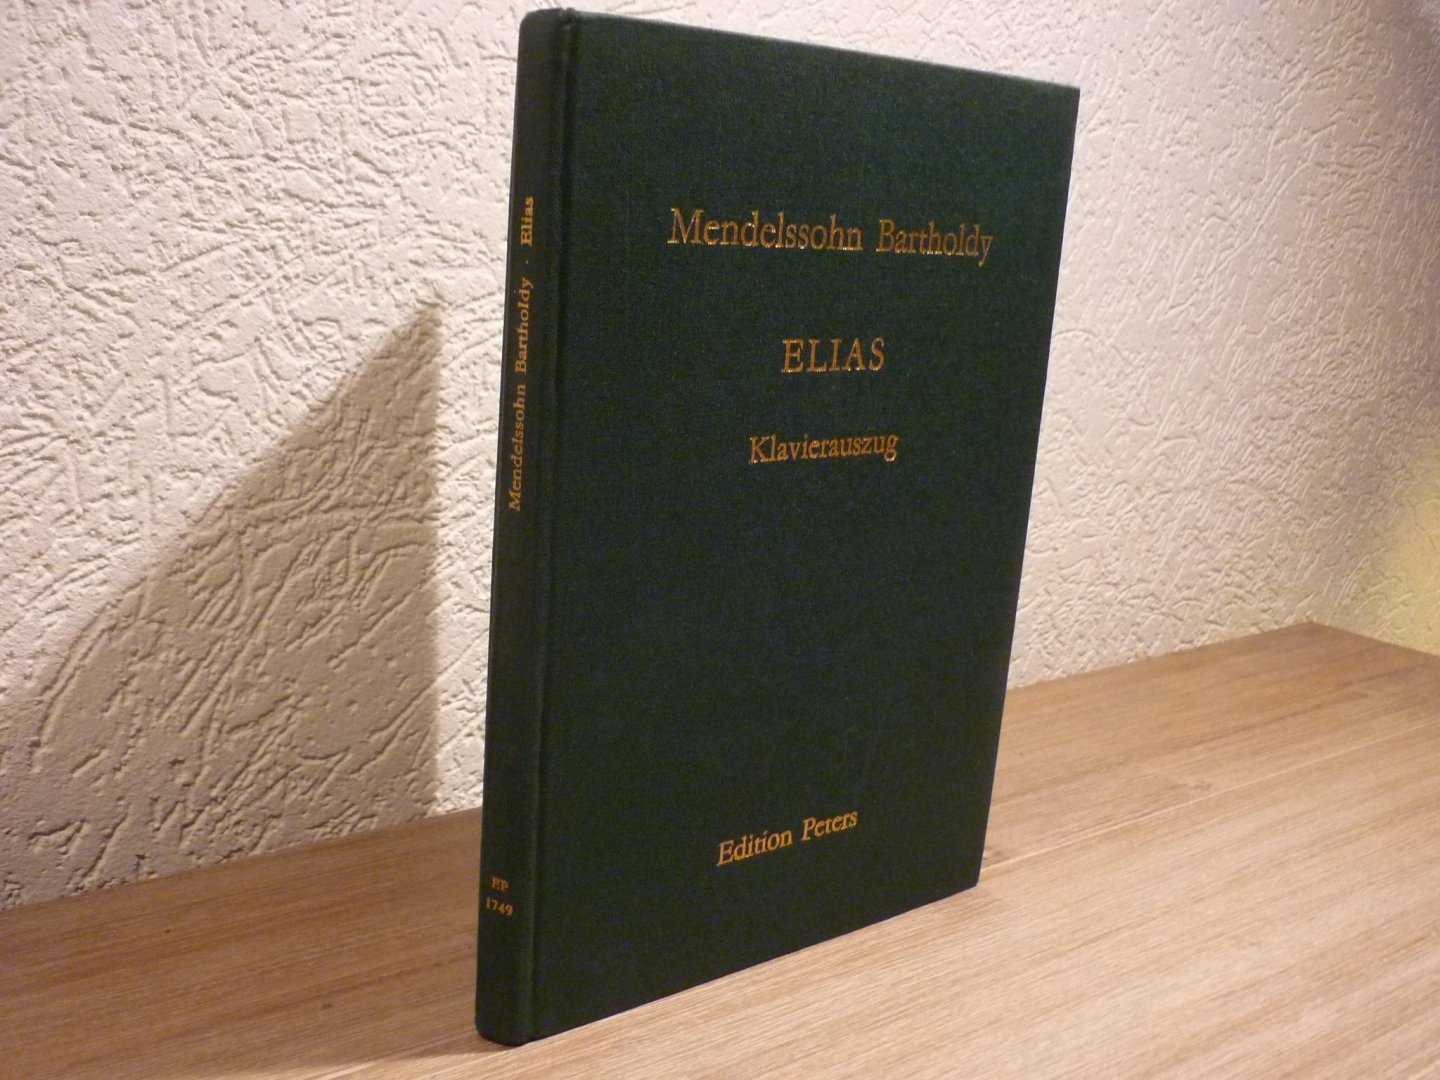 Mendelssohn Bartholdy · Elias
EP
1749
Mendelssohn Bartholdy
ELIAS
Klavierauszug
Edition Peters